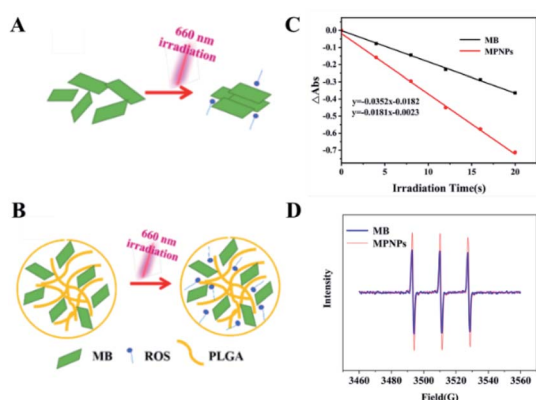 A
660 nm
irradiation
B
660 nm
irradiation
MB
ROS
PLGA
C
MB
MPNPs
y=-0.0352x-0.0182
y=-0.0181x-0.0023
△Abs
0.0
-0.1
-0.2
-0.3
-0.4
-0.5
-0.6
-0.7
0
5
10
15
20
Irradiation Time(s)
D
MB
MPNPs
Intensity
3460
3480
3500
3520
3540
3560
Field(G)